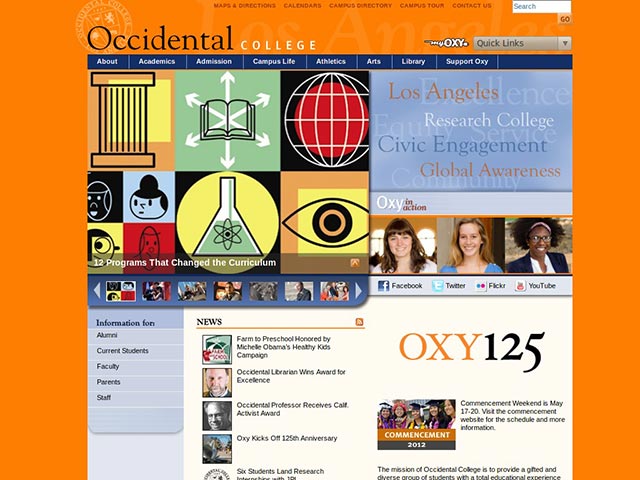 MAPS & DIRECTIONS CALENDARS CAMPUS DIRECTORY CAMPUS TOUR CONTACT US
Search
GO
Los Angeles
Occidental COLLEGE
myOXY
Quick Links
About Academics Admission Campus Life Athletics Arts Library Support Oxy
Excellence
Los Angeles
Research College
Equity Service
Civic Engagement
Global Awareness
Community
Oxy in action
12 Programs That Changed the Curriculum
Facebook Twitter Flickr YouTube
Information for:
Alumni
Current Students
Faculty
Parents
Staff
NEWS
FARM to SCHOOL
Farm to Preschool Honored by
Michelle Obama's Healthy Kids
Campaign
Occidental Librarian Wins Award for
Excellence
Occidental Professor Receives Calif.
Activist Award
Oxy Kicks Off 125th Anniversary
Six Students Land Research
Internships with JPL
OXY125
COMMENCEMENT
2012
Commencement Weekend is May
17-20. Visit the commencement
website for the schedule and more
information.
The mission of Occidental College is to provide a gifted and
diverse group of students with a total educational experience